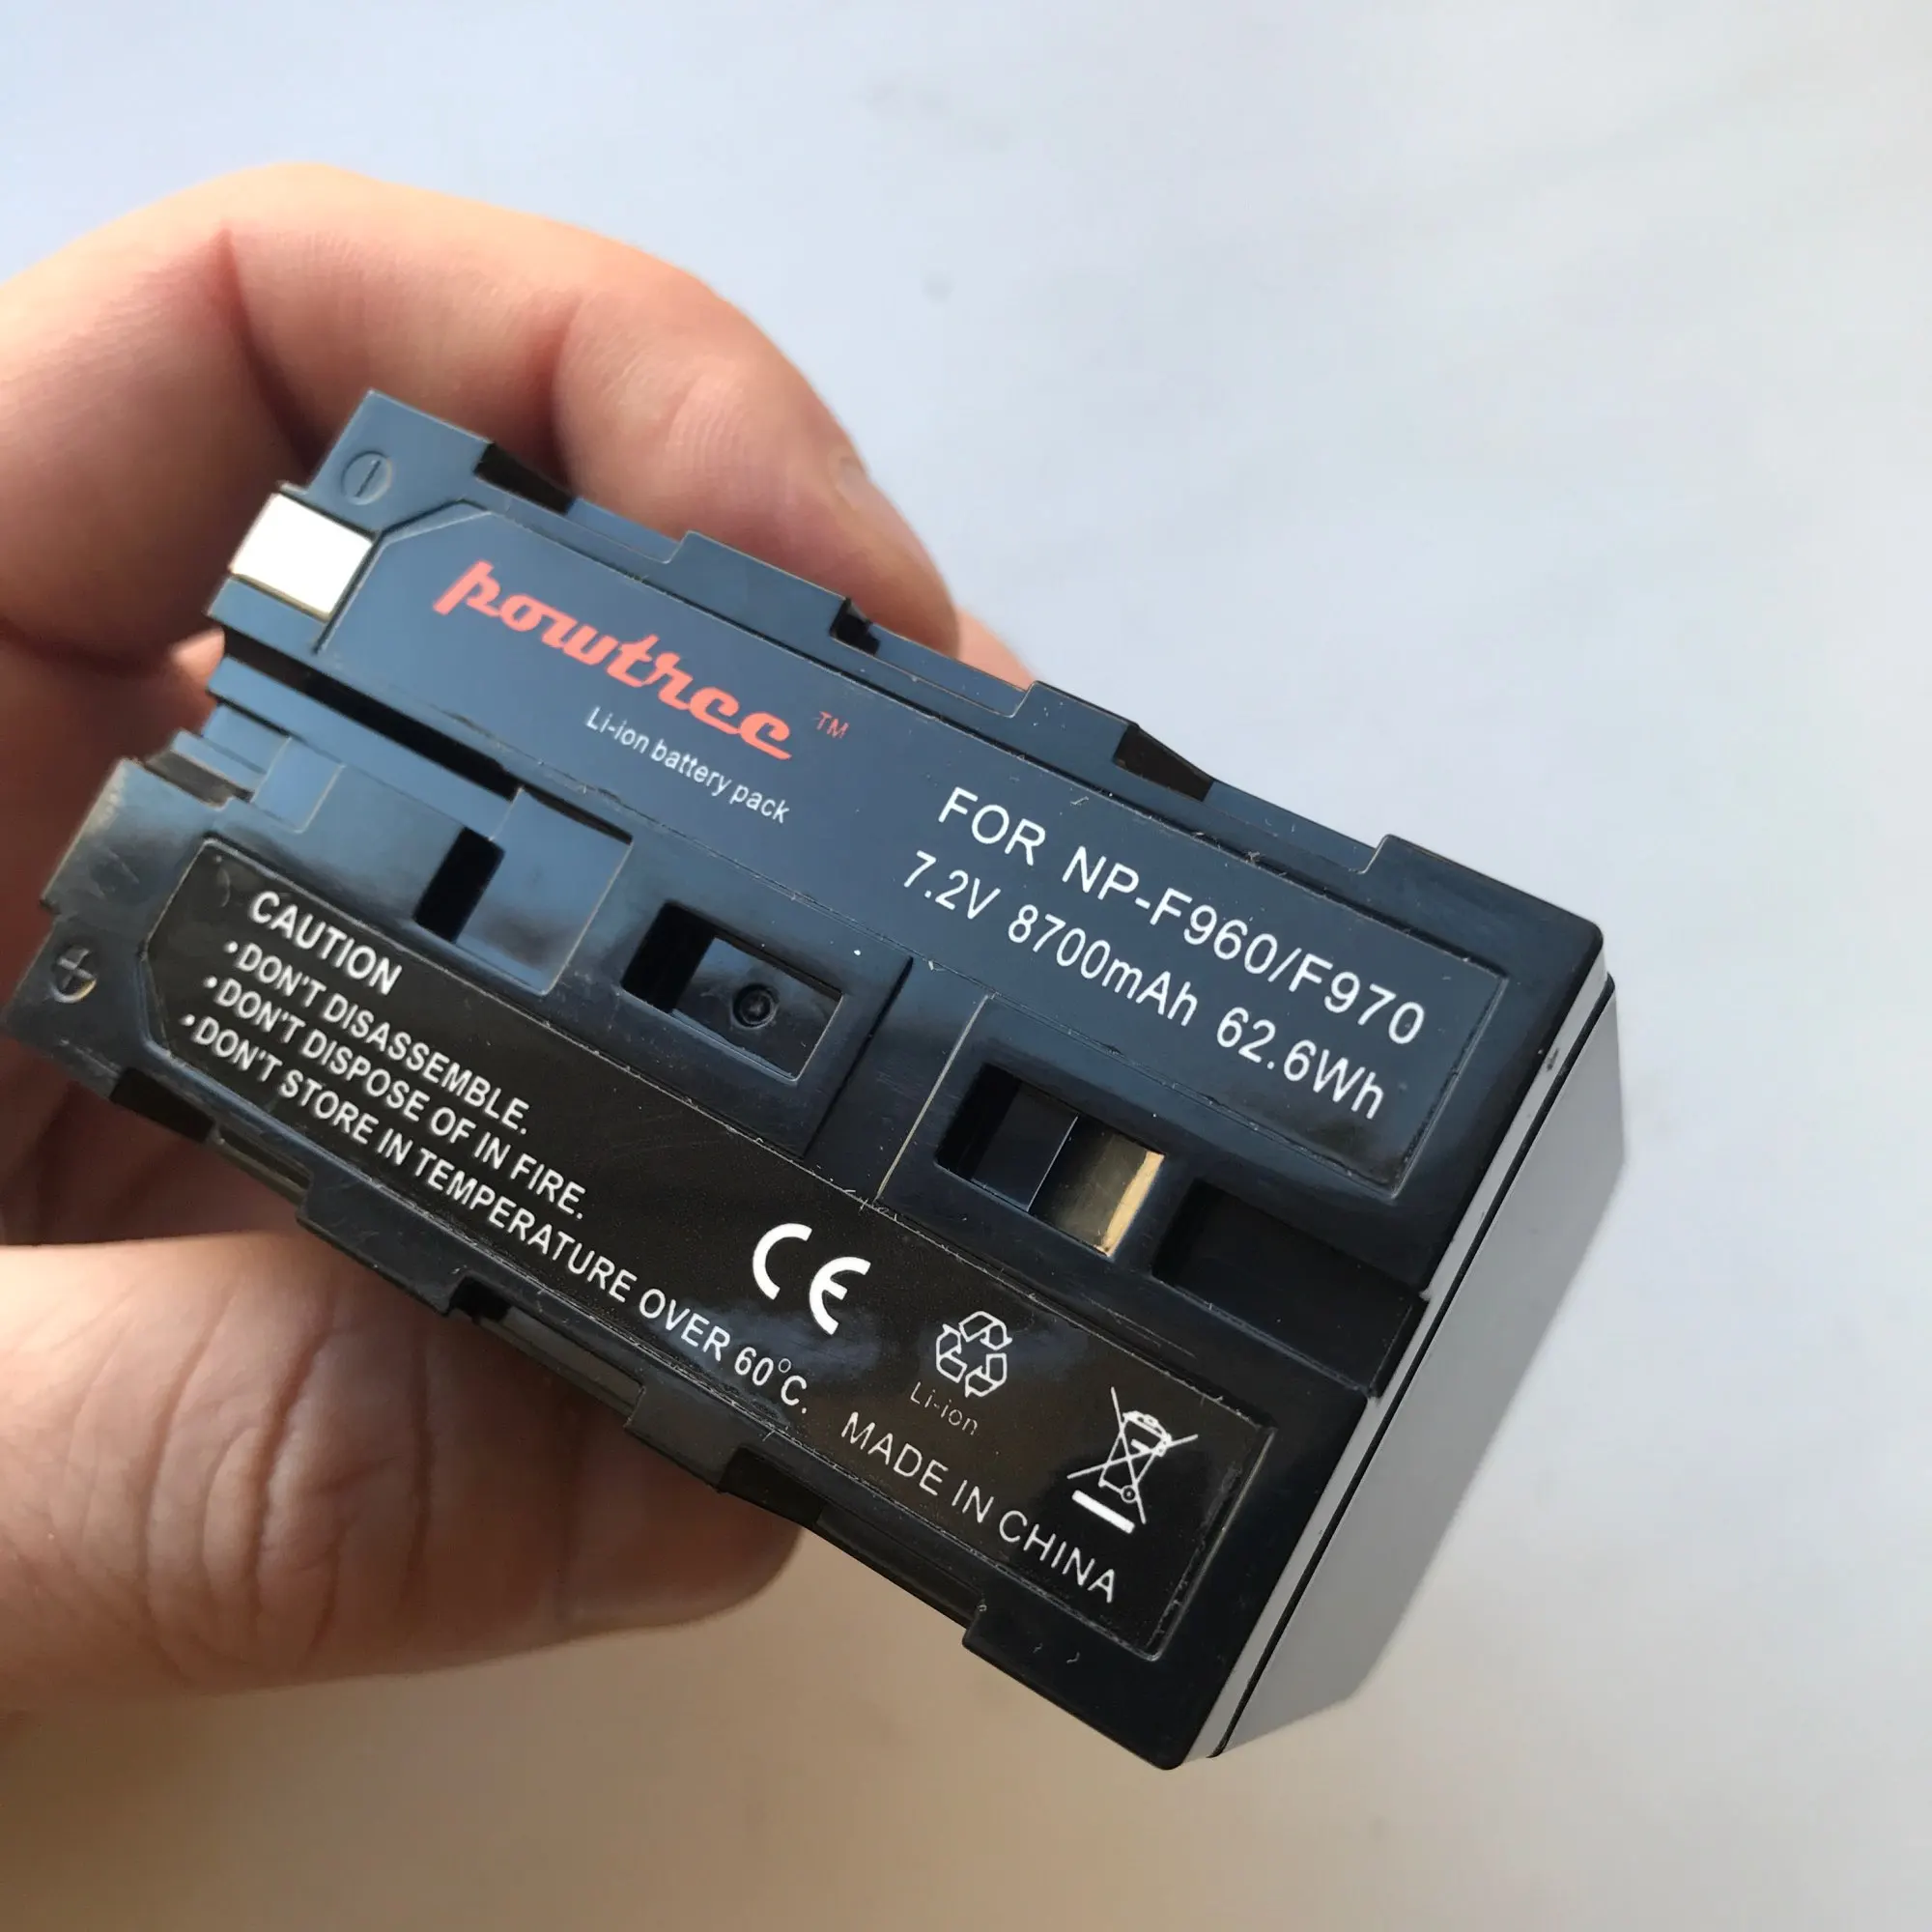 powtree TM
Li-ion battery pack
FOR NP-F960/F970
7.2V 8700mAh 62.6Wh
CAUTION
•DON'T DISASSEMBLE.
•DON'T DISPOSE OF IN FIRE.
•DON'T STORE IN TEMPERATURE OVER 60°C.
CE
Li-ion
MADE IN CHINA